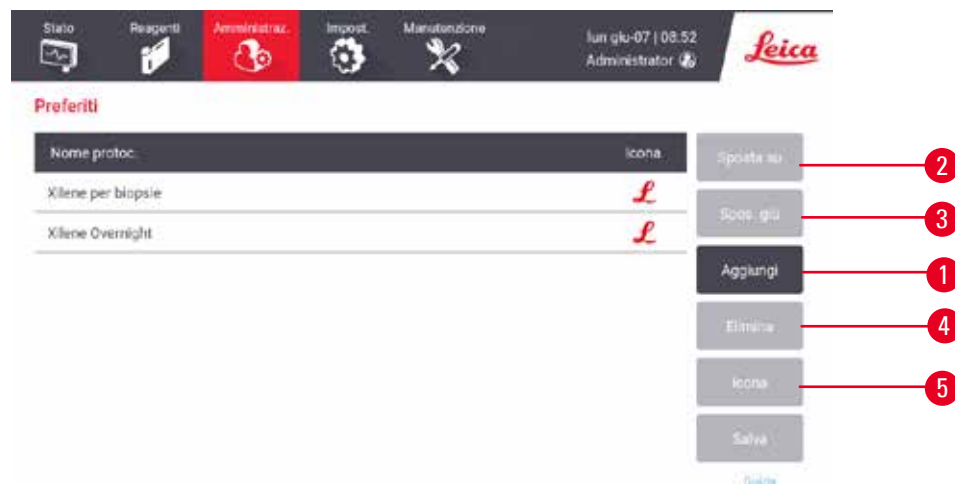 Stato Reagenti Amministraz. Impost. Manutenzione
lun giu-07 | 08:52
Administrator
Leica
Preferiti
Nome protoc. Icona
Xilene per biopsie
Xilene Overnight
Sposta su
Spos. giù
Aggiungi
Elimina
Icona
Salva
Guida
2
3
1
4
5